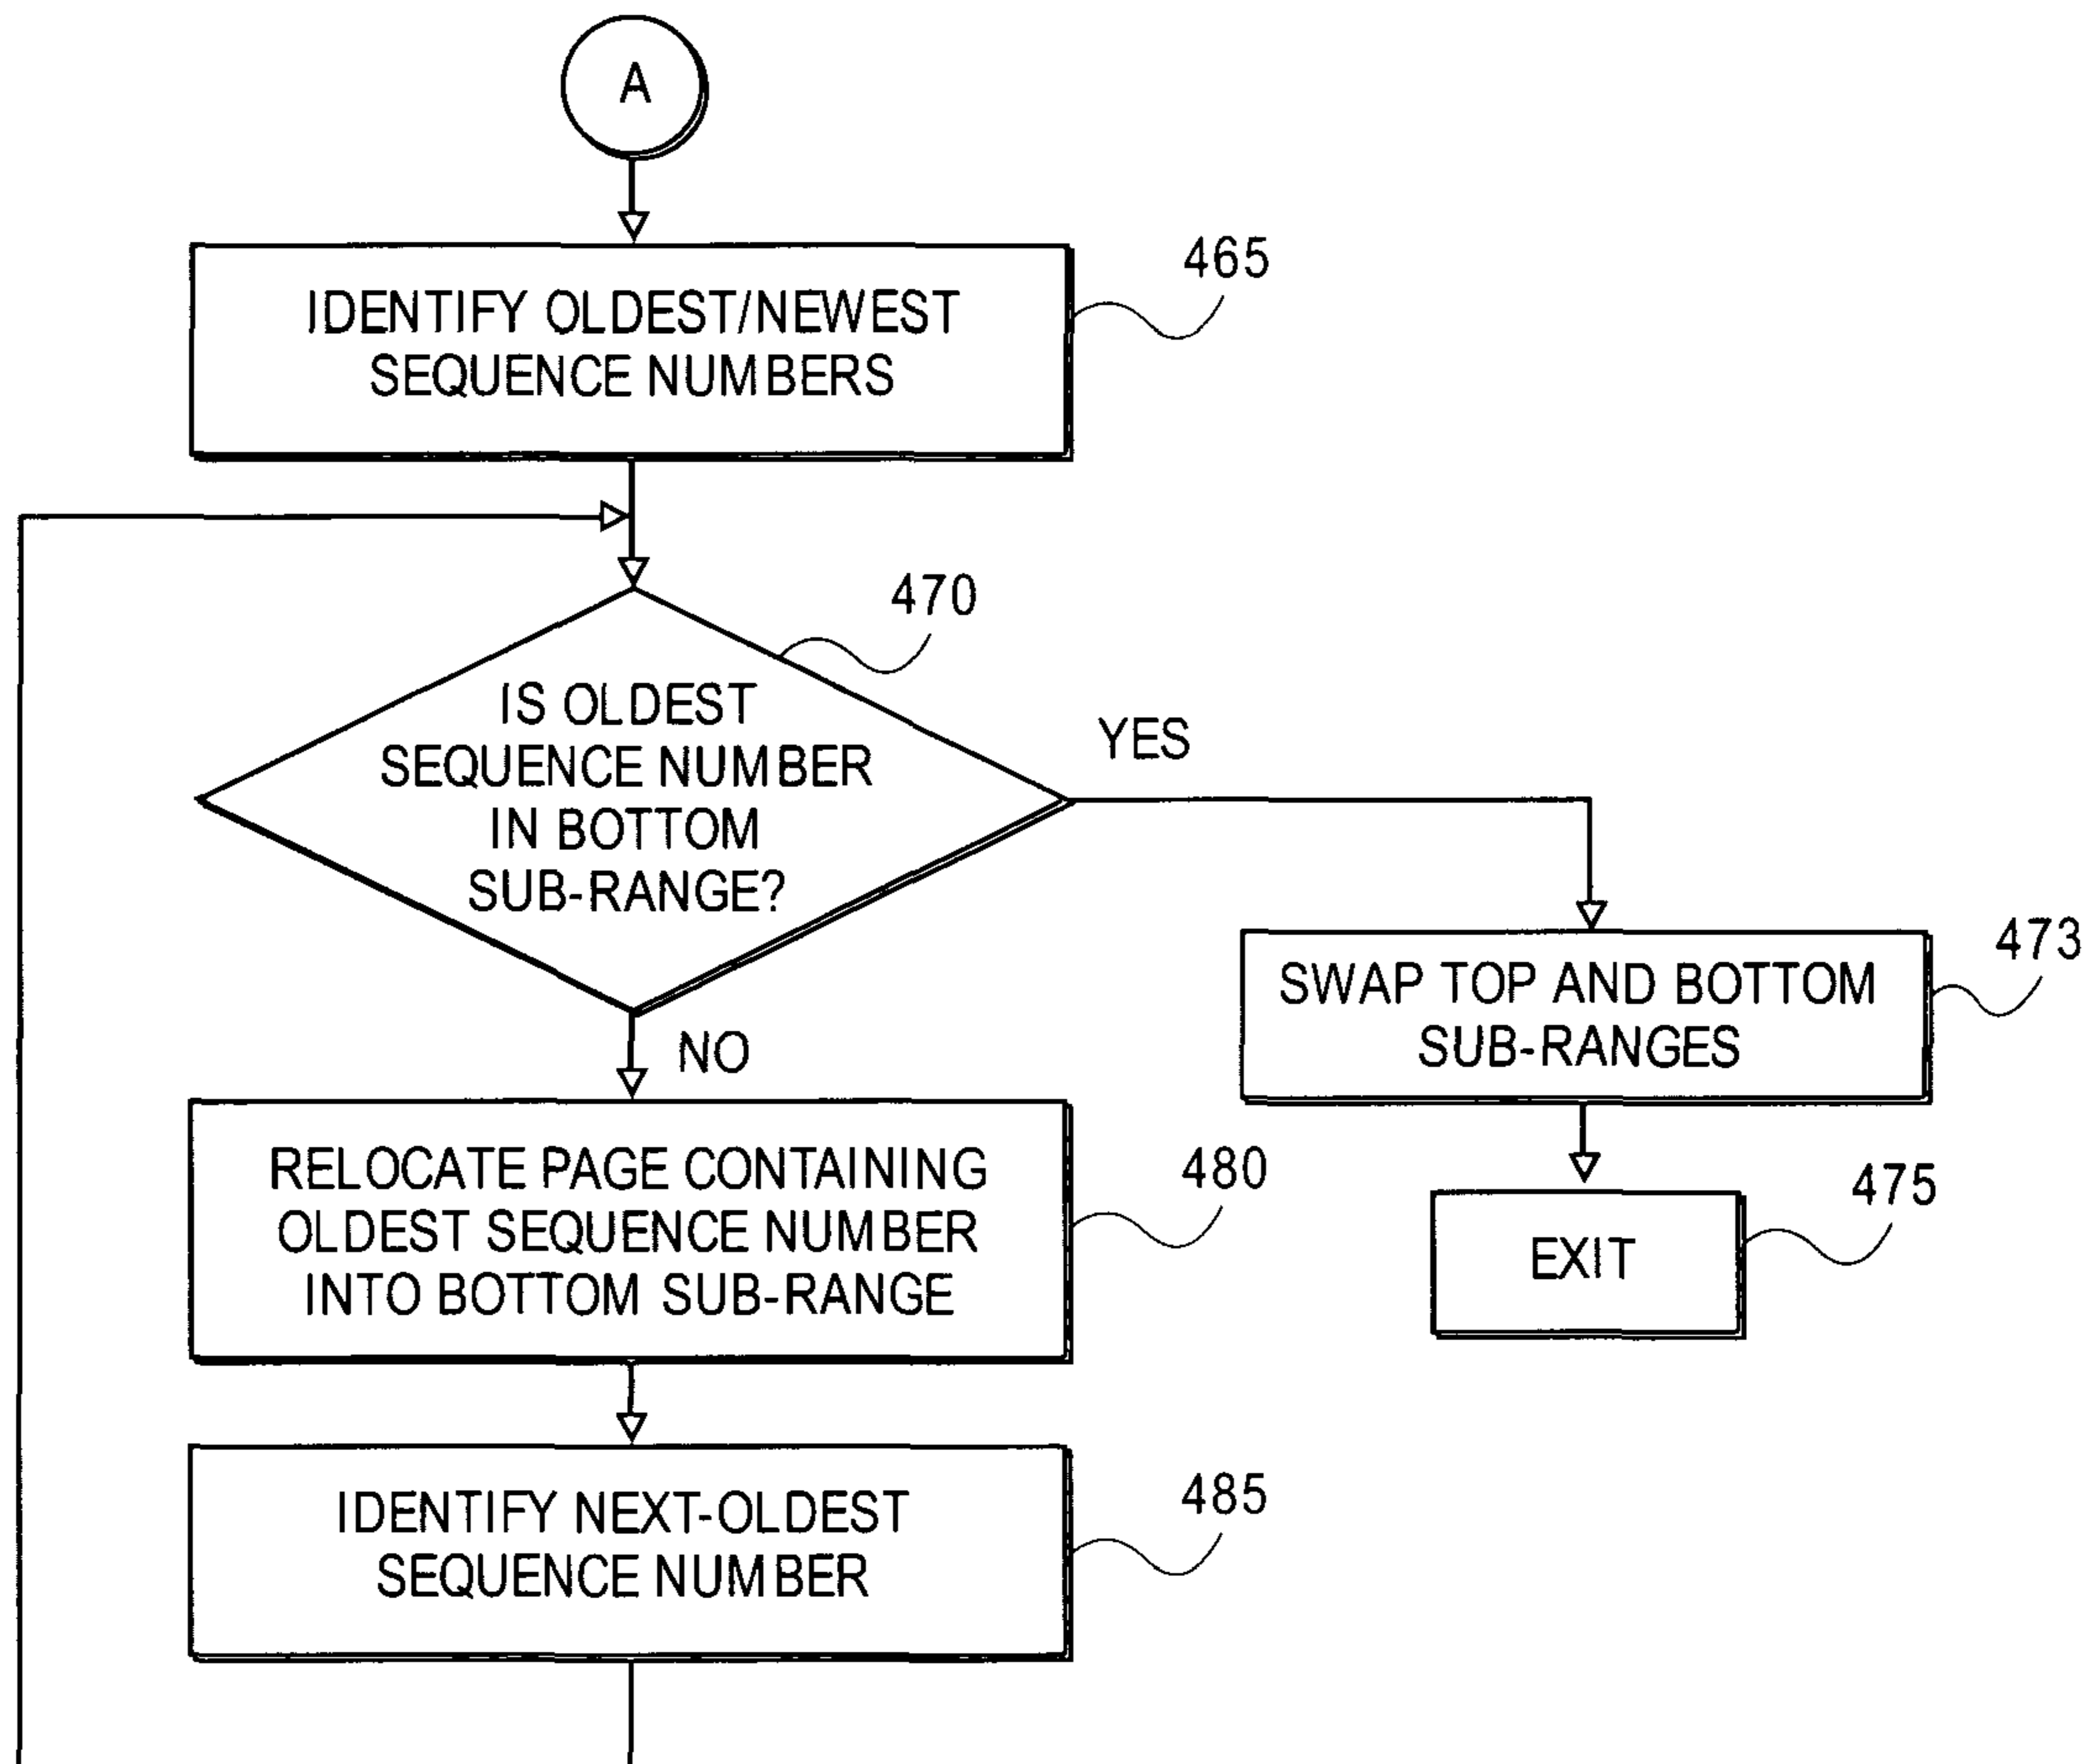 A
IDENTIFY OLDEST/NEWEST
SEQUENCE NUMBERS
465
470
IS OLDEST
SEQUENCE NUMBER
IN BOTTOM
SUB-RANGE?
YES
NO
SWAP TOP AND BOTTOM
SUB-RANGES
473
EXIT
475
RELOCATE PAGE CONTAINING
OLDEST SEQUENCE NUMBER
INTO BOTTOM SUB-RANGE
480
IDENTIFY NEXT-OLDEST
SEQUENCE NUMBER
485